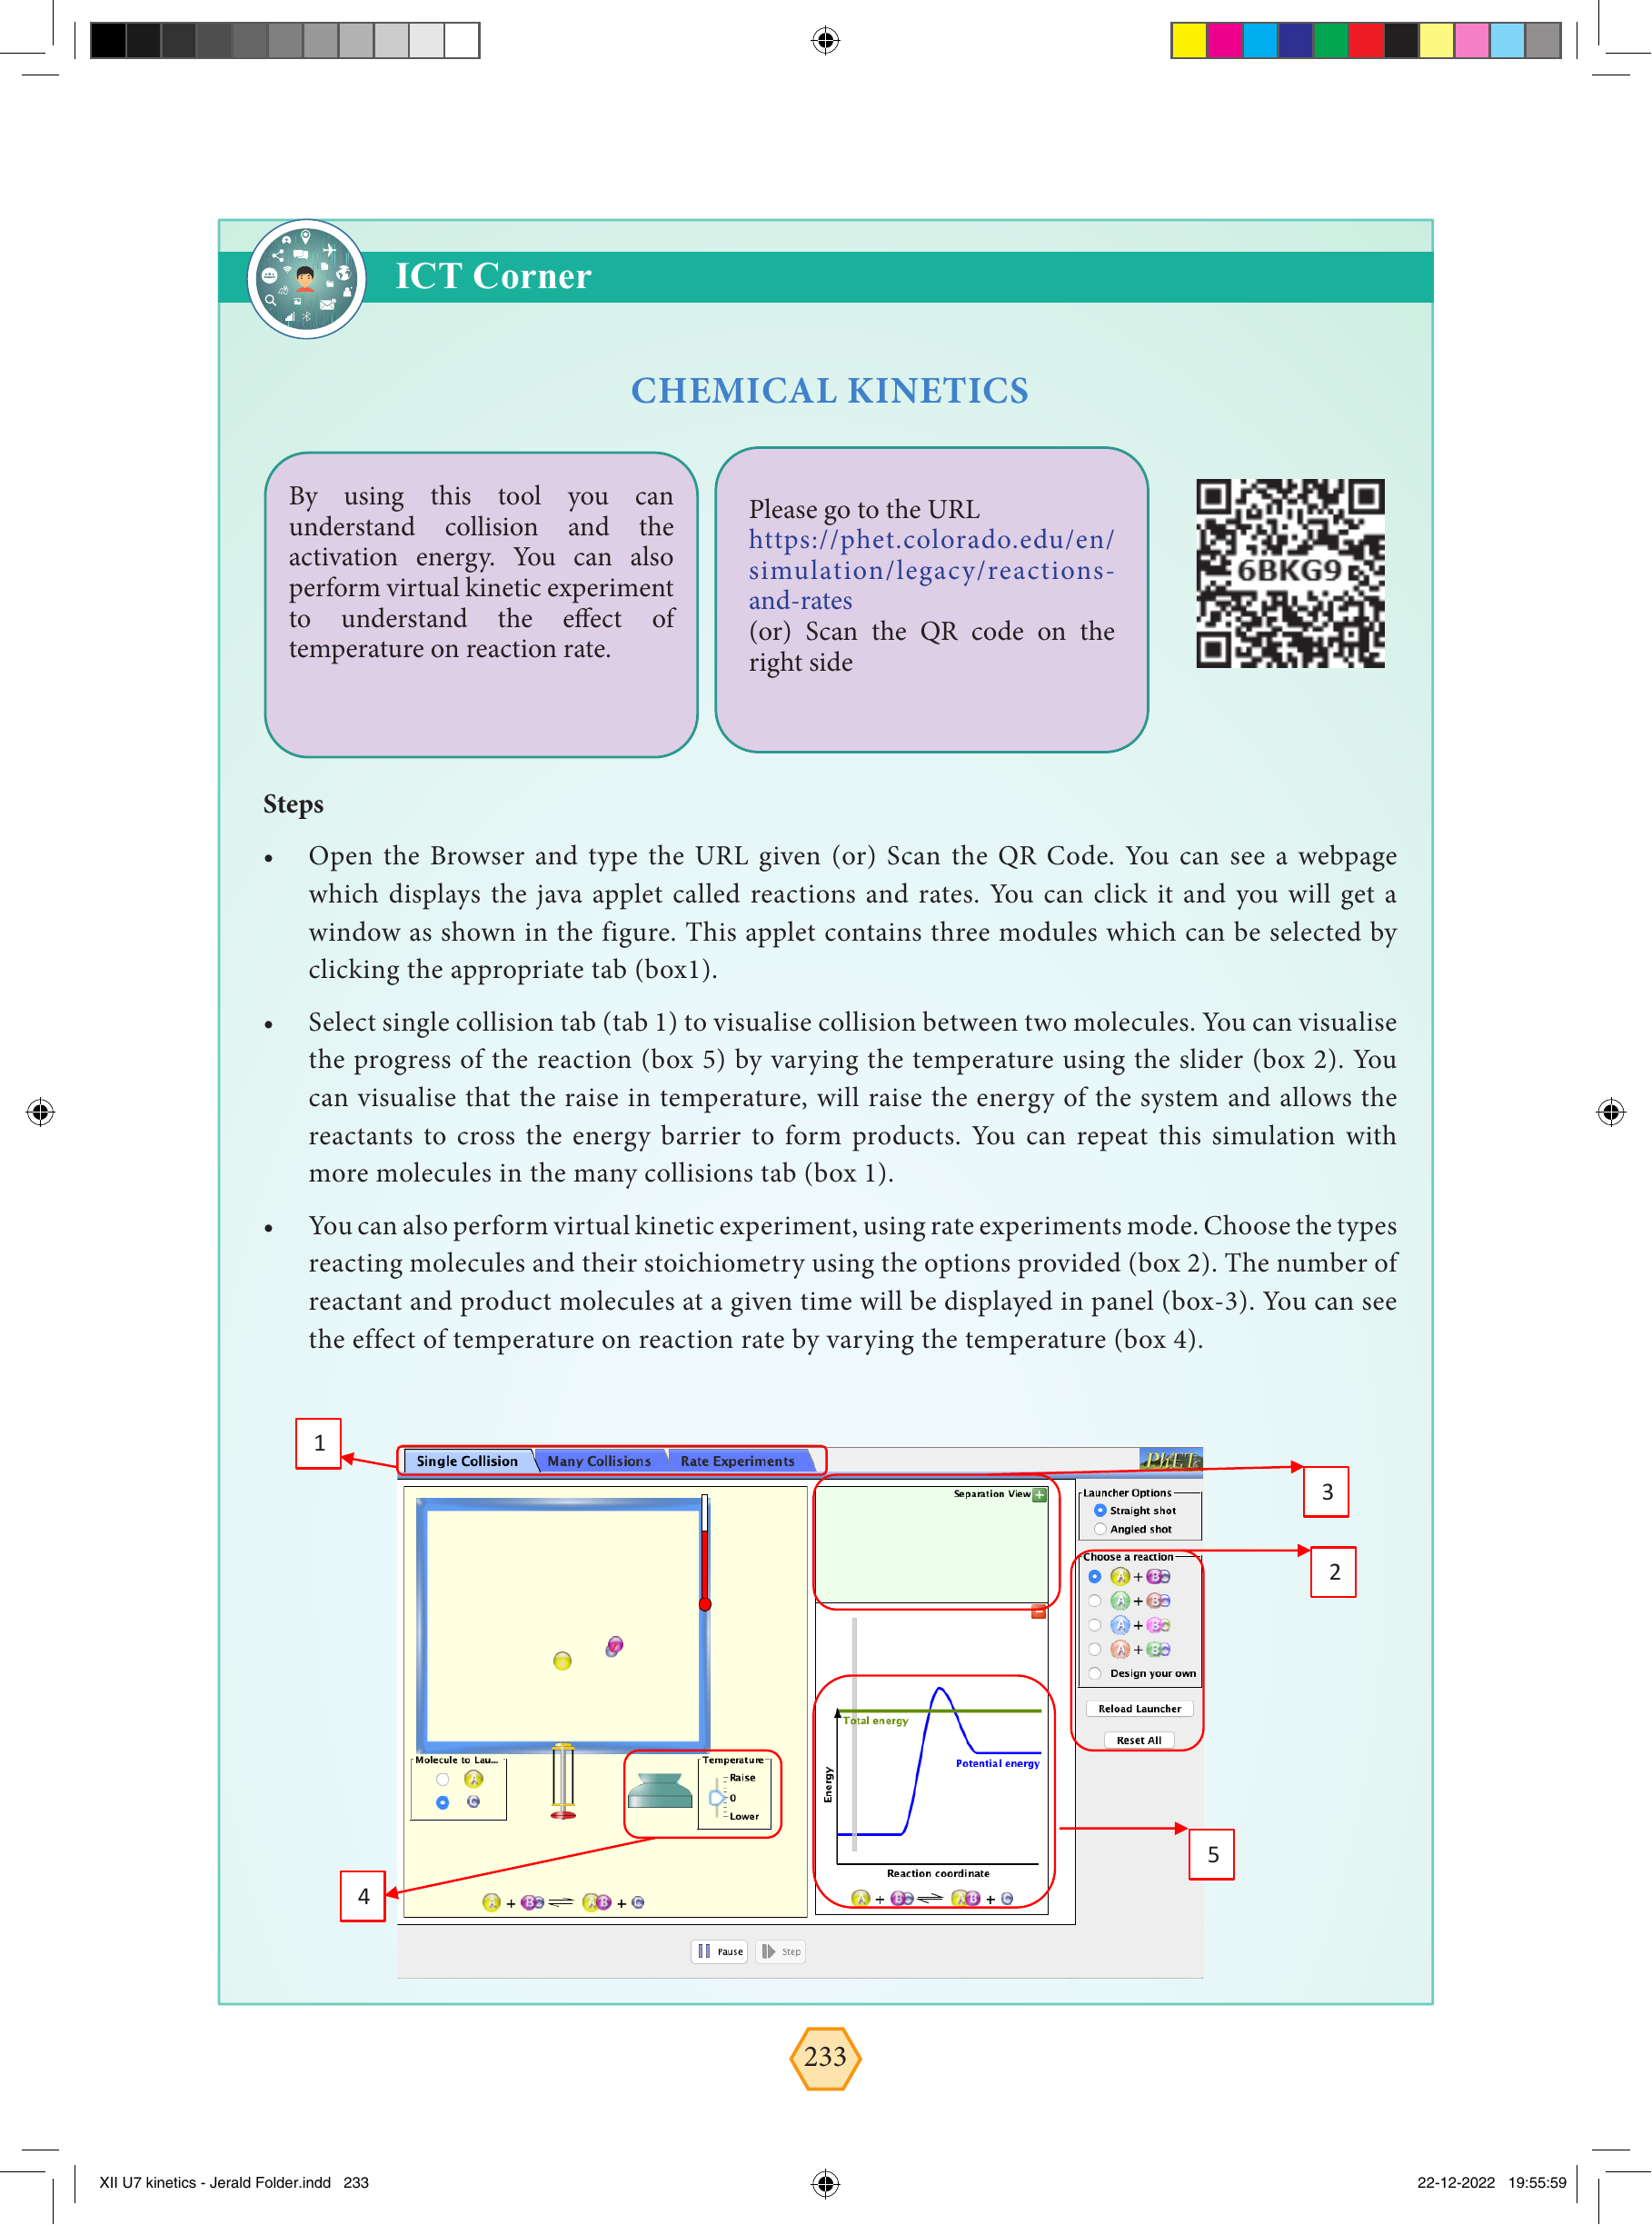 ICT Corner
CHEMICAL KINETICS
By using this tool you can
understand collision and the
activation energy. You can also
perform virtual kinetic experiment
to understand the effect of
temperature on reaction rate.
Please go to the URL
https://phet.colorado.edu/en/
simulation/legacy/reactions-
and-rates
(or) Scan the QR code on the
right side
6BKG9
Steps
• Open the Browser and type the URL given (or) Scan the QR Code. You can see a webpage
which displays the java applet called reactions and rates. You can click it and you will get a
window as shown in the figure. This applet contains three modules which can be selected by
clicking the appropriate tab (box1).
• Select single collision tab (tab 1) to visualise collision between two molecules. You can visualise
the progress of the reaction (box 5) by varying the temperature using the slider (box 2). You
can visualise that the raise in temperature, will raise the energy of the system and allows the
reactants to cross the energy barrier to form products. You can repeat this simulation with
more molecules in the many collisions tab (box 1).
• You can also perform virtual kinetic experiment, using rate experiments mode. Choose the types
reacting molecules and their stoichiometry using the options provided (box 2). The number of
reactant and product molecules at a given time will be displayed in panel (box-3). You can see
the effect of temperature on reaction rate by varying the temperature (box 4).
1
Single Collision Many Collisions Rate Experiments
PhET
3
Separation View
Launcher Options
Straight shot
Angled shot
2
Choose a reaction
A + BC
A + BC
A + BC
A + BC
Design your own
Reload Launcher
Reset All
Total energy
Potential energy
Energy
Reaction coordinate
A + BC ⇌ AB + C
5
Molecule to Lau...
A
C
Temperature
Raise
0
Lower
4
A + BC ⇌ AB + C
Pause Step
233
XII U7 kinetics - Jerald Folder.indd 233
22-12-2022 19:55:59